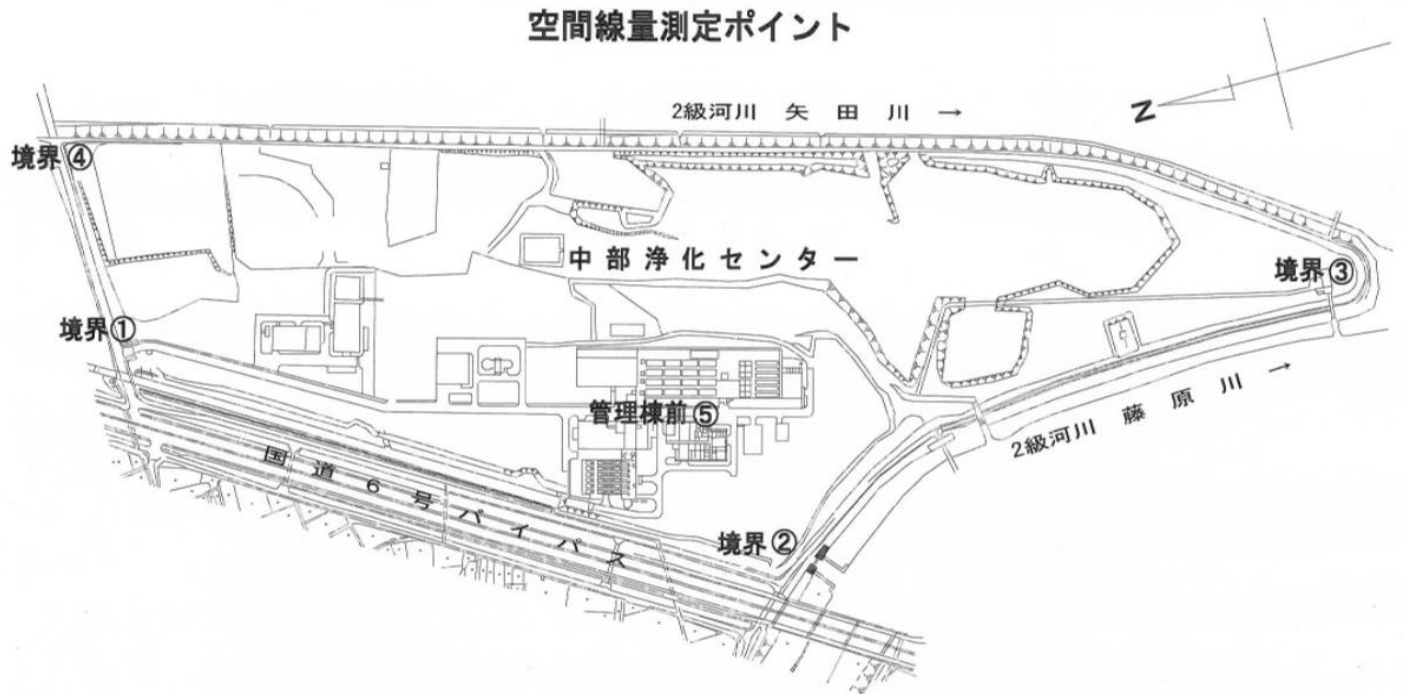 空間線量測定ポイント
2級河川 矢田川 →
N
境界④
中部浄化センター
境界③
境界①
管理棟前⑤
2級河川 藤原川 →
国道6号バイパス
境界②